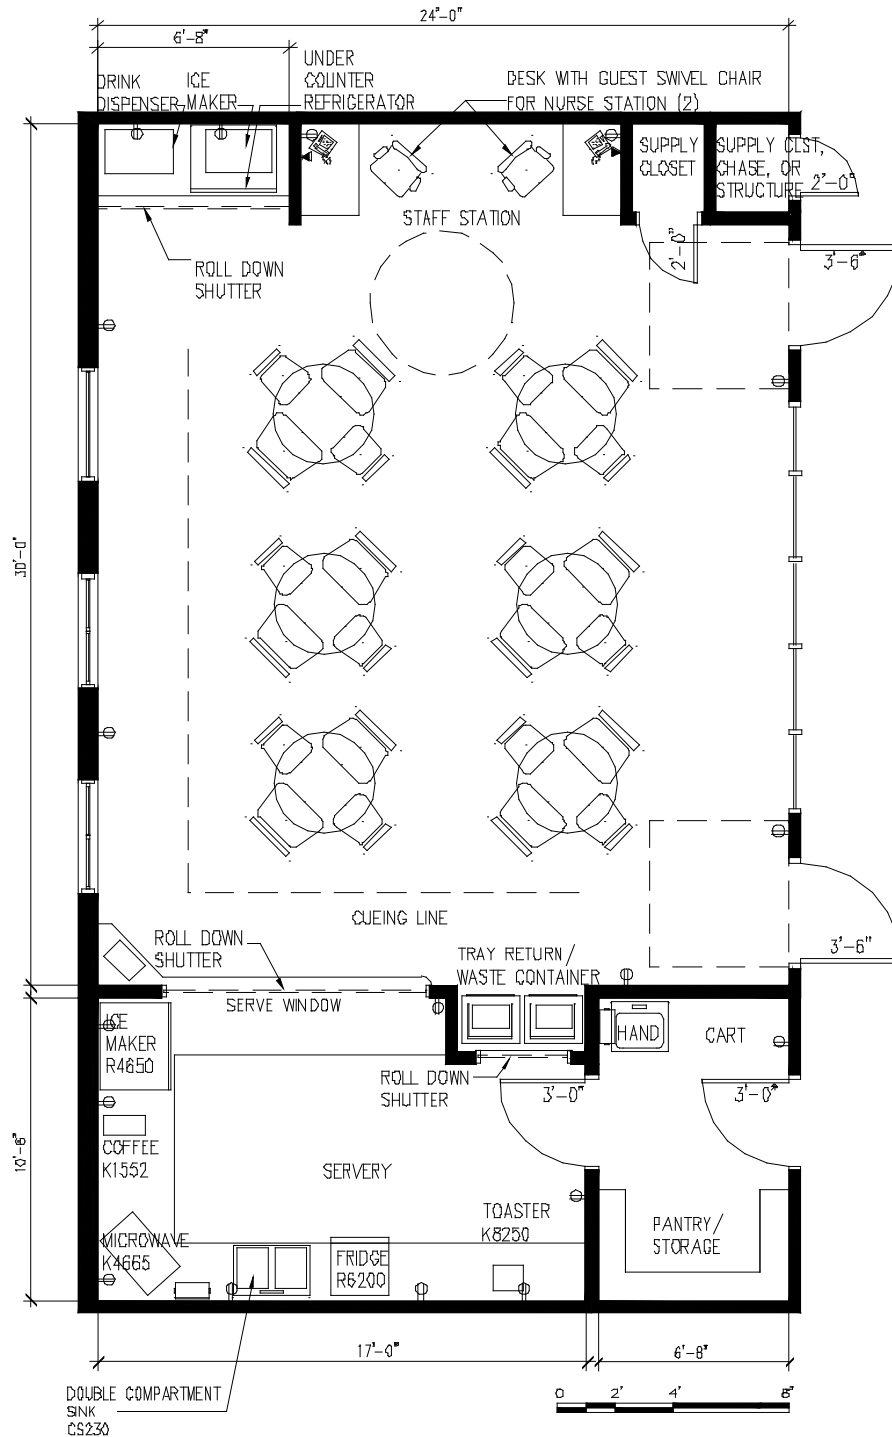 24'-0"
6'-8"
UNDER
COUNTER
REFRIGERATOR
DRINK
DISPENSER
ICE
MAKER
DESK WITH GUEST SWIVEL CHAIR
FOR NURSE STATION (2)
SUPPLY
CLOSET
SUPPLY CLST,
CHASE, OR
STRUCTURE
2'-0"
STAFF STATION
2'-0"
3'-6"
ROLL DOWN
SHUTTER
30'-0"
CUEING LINE
ROLL DOWN
SHUTTER
TRAY RETURN/
WASTE CONTAINER
3'-6"
SERVE WINDOW
ICE
MAKER
R4650
HAND
CART
ROLL DOWN
SHUTTER
3'-0"
3'-0"
10'-6"
COFFEE
K1552
SERVERY
TOASTER
K8250
PANTRY/
STORAGE
MICROWAVE
K4665
FRIDGE
R6200
17'-0"
6'-8"
DOUBLE COMPARTMENT
SINK
CS230
0 2' 4' 8'